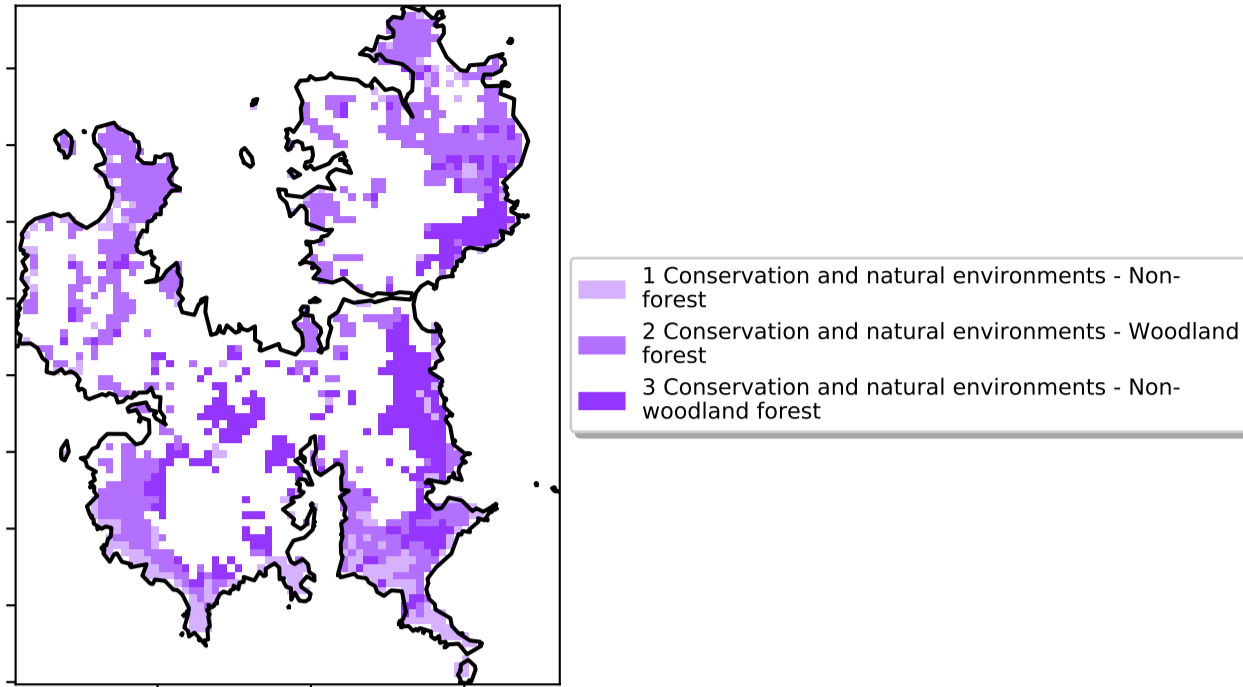 1 Conservation and natural environments - Non-
forest
2 Conservation and natural environments - Woodland
forest
3 Conservation and natural environments - Non-
woodland forest